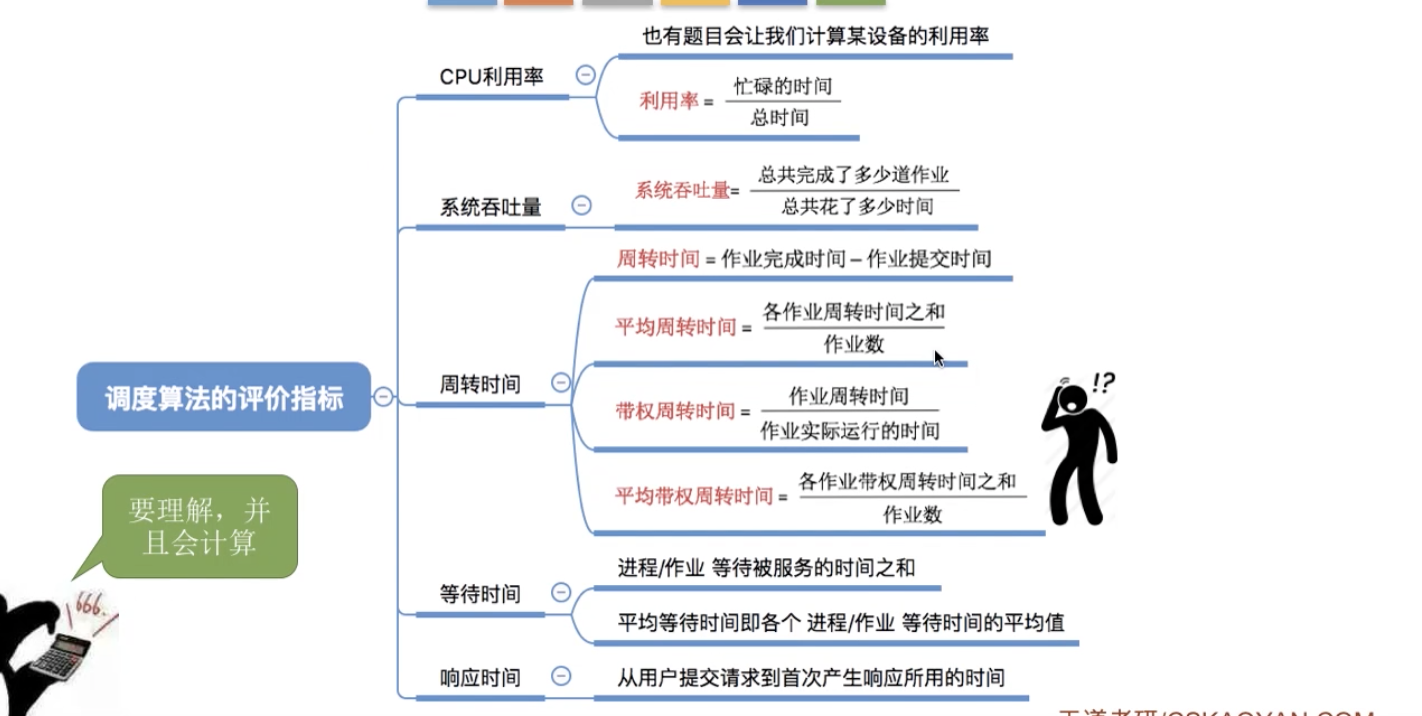 也有题目会让我们计算某设备的利用率
CPU利用率
利用率 = 忙碌的时间
总时间
系统吞吐量
系统吞吐量= 总共完成了多少道作业
总共花了多少时间
周转时间 = 作业完成时间 – 作业提交时间
平均周转时间 = 各作业周转时间之和
作业数
周转时间
调度算法的评价指标
带权周转时间 = 作业周转时间
作业实际运行的时间
平均带权周转时间 = 各作业带权周转时间之和
作业数
!?
要理解，并
且会计算
进程/作业 等待被服务的时间之和
等待时间
平均等待时间即各个 进程/作业 等待时间的平均值
666.
响应时间
从用户提交请求到首次产生响应所用的时间